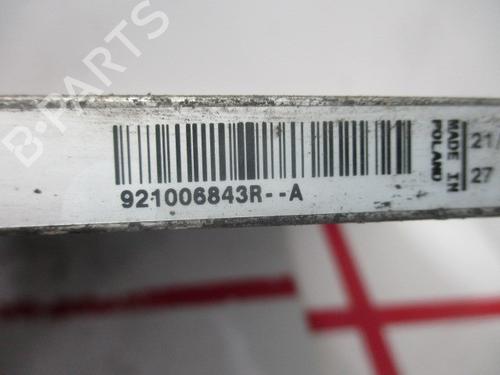 B-PARTS
921006843R--A
MADE IN
POLAND
21/
27